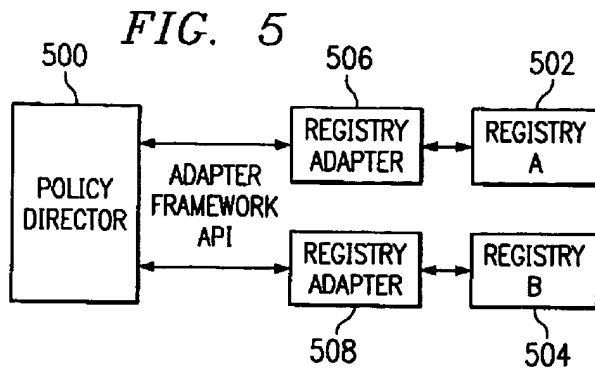 FIG. 5
500
506
502
POLICY
DIRECTOR
ADAPTER
FRAMEWORK
API
REGISTRY
ADAPTER
REGISTRY
A
REGISTRY
ADAPTER
REGISTRY
B
508
504